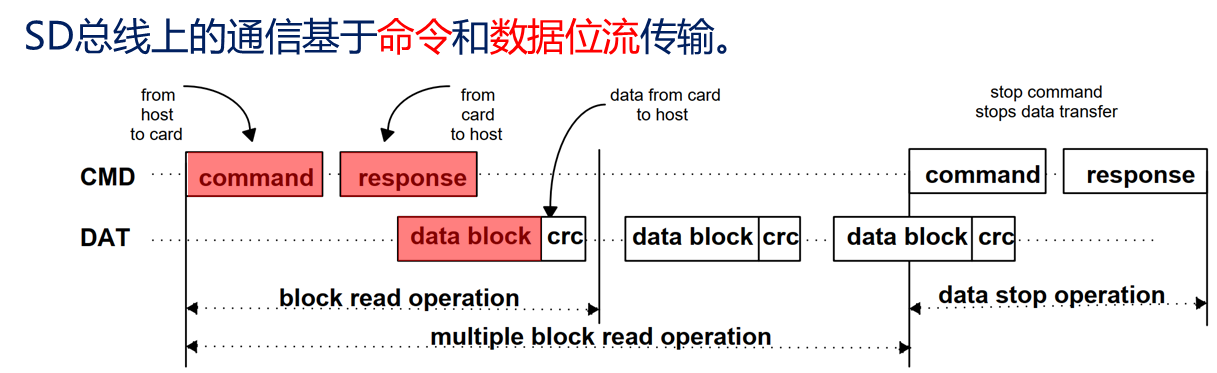 SD总线上的通信基于命令和数据位流传输。
from
host
to card
from
card
to host
data from card
to host
stop command
stops data transfer
CMD
command
response
command
response
DAT
data block
crc
data block
crc
data block
crc
block read operation
data stop operation
multiple block read operation